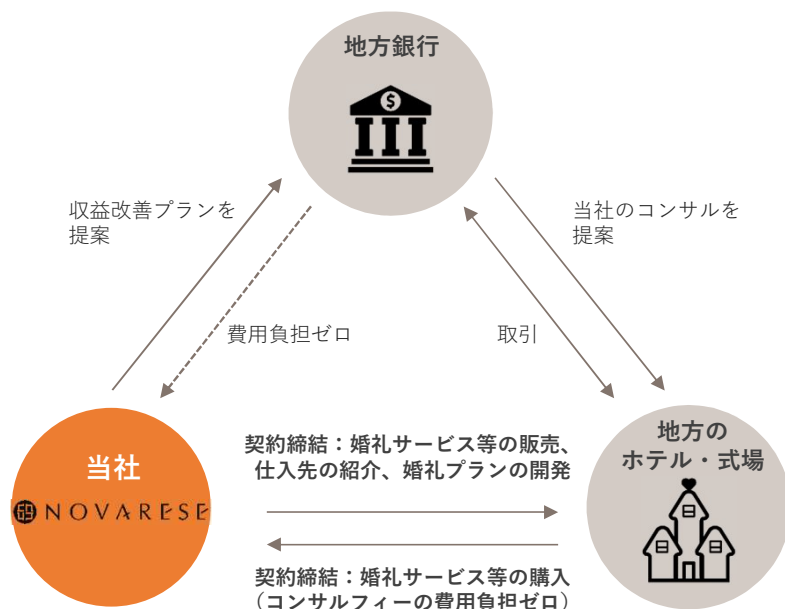 地方銀行
$
収益改善プランを
提案
当社のコンサルを
提案
費用負担ゼロ
取引
当社
NOVARESE
契約締結：婚礼サービス等の販売、
仕入先の紹介、婚礼プランの開発
地方の
ホテル・式場
契約締結：婚礼サービス等の購入
（コンサルフィーの費用負担ゼロ）